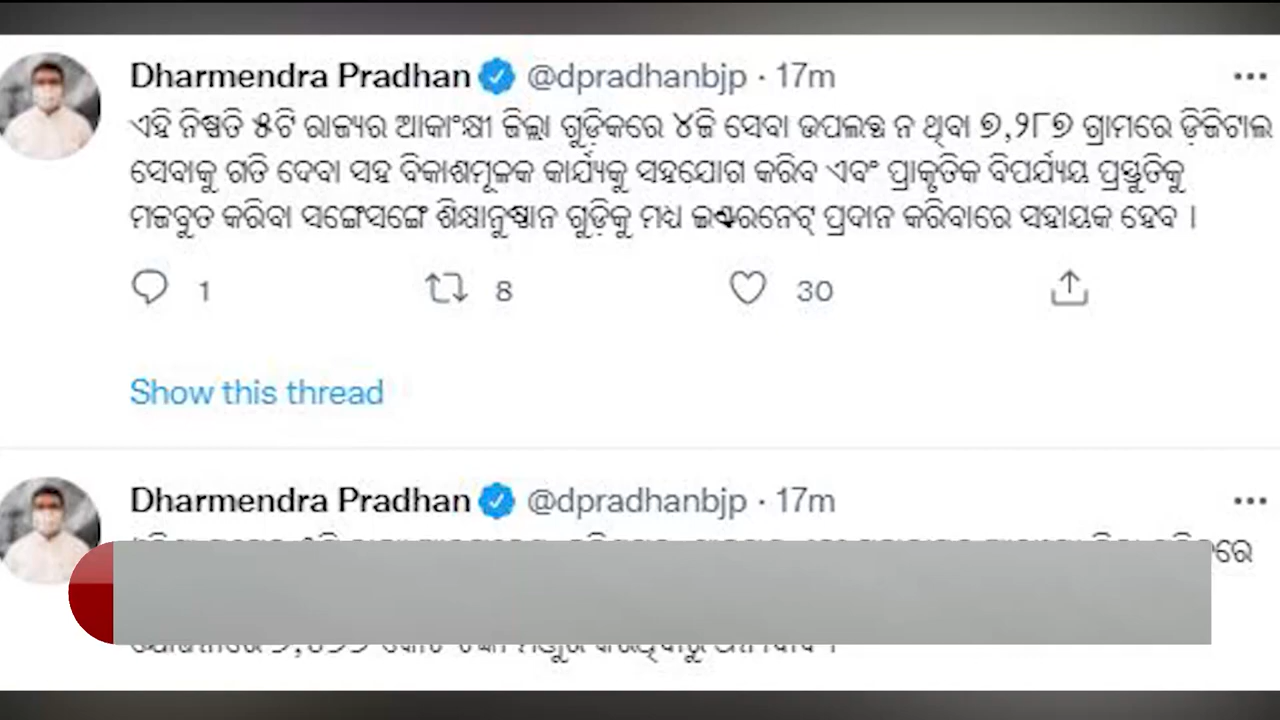 Dharmendra Pradhan @dpradhanbjp · 17m
ଏହି ନିଷ୍ପତି ୫ଟି ରାଜ୍ୟର ଆକାଂକ୍ଷୀ ଜିଲ୍ଲା ଗୁଡ଼ିକରେ ୪ଜି ସେବା ଉପଲବ୍ଧ ନ ଥିବା ୭,୨୮୭ ଗ୍ରାମରେ ଡ଼ିଜିଟାଲ
ସେବାକୁ ଗତି ଦେବା ସହ ବିକାଶମୂଳକ କାର୍ଯ୍ୟକୁ ସହଯୋଗ କରିବ ଏବଂ ପ୍ରାକୃତିକ ବିପର୍ଯ୍ୟୟ ପ୍ରସ୍ତୁତିକୁ
ମଜବୁତ କରିବା ସଙ୍ଗେସଙ୍ଗେ ଶିକ୍ଷାନୁଷ୍ଠାନ ଗୁଡ଼ିକୁ ମଧ୍ୟ ଇଣ୍ଟରନେଟ୍ ପ୍ରଦାନ କରିବାରେ ସହାୟକ ହେବ ।
1 8 30
Show this thread
Dharmendra Pradhan @dpradhanbjp · 17m